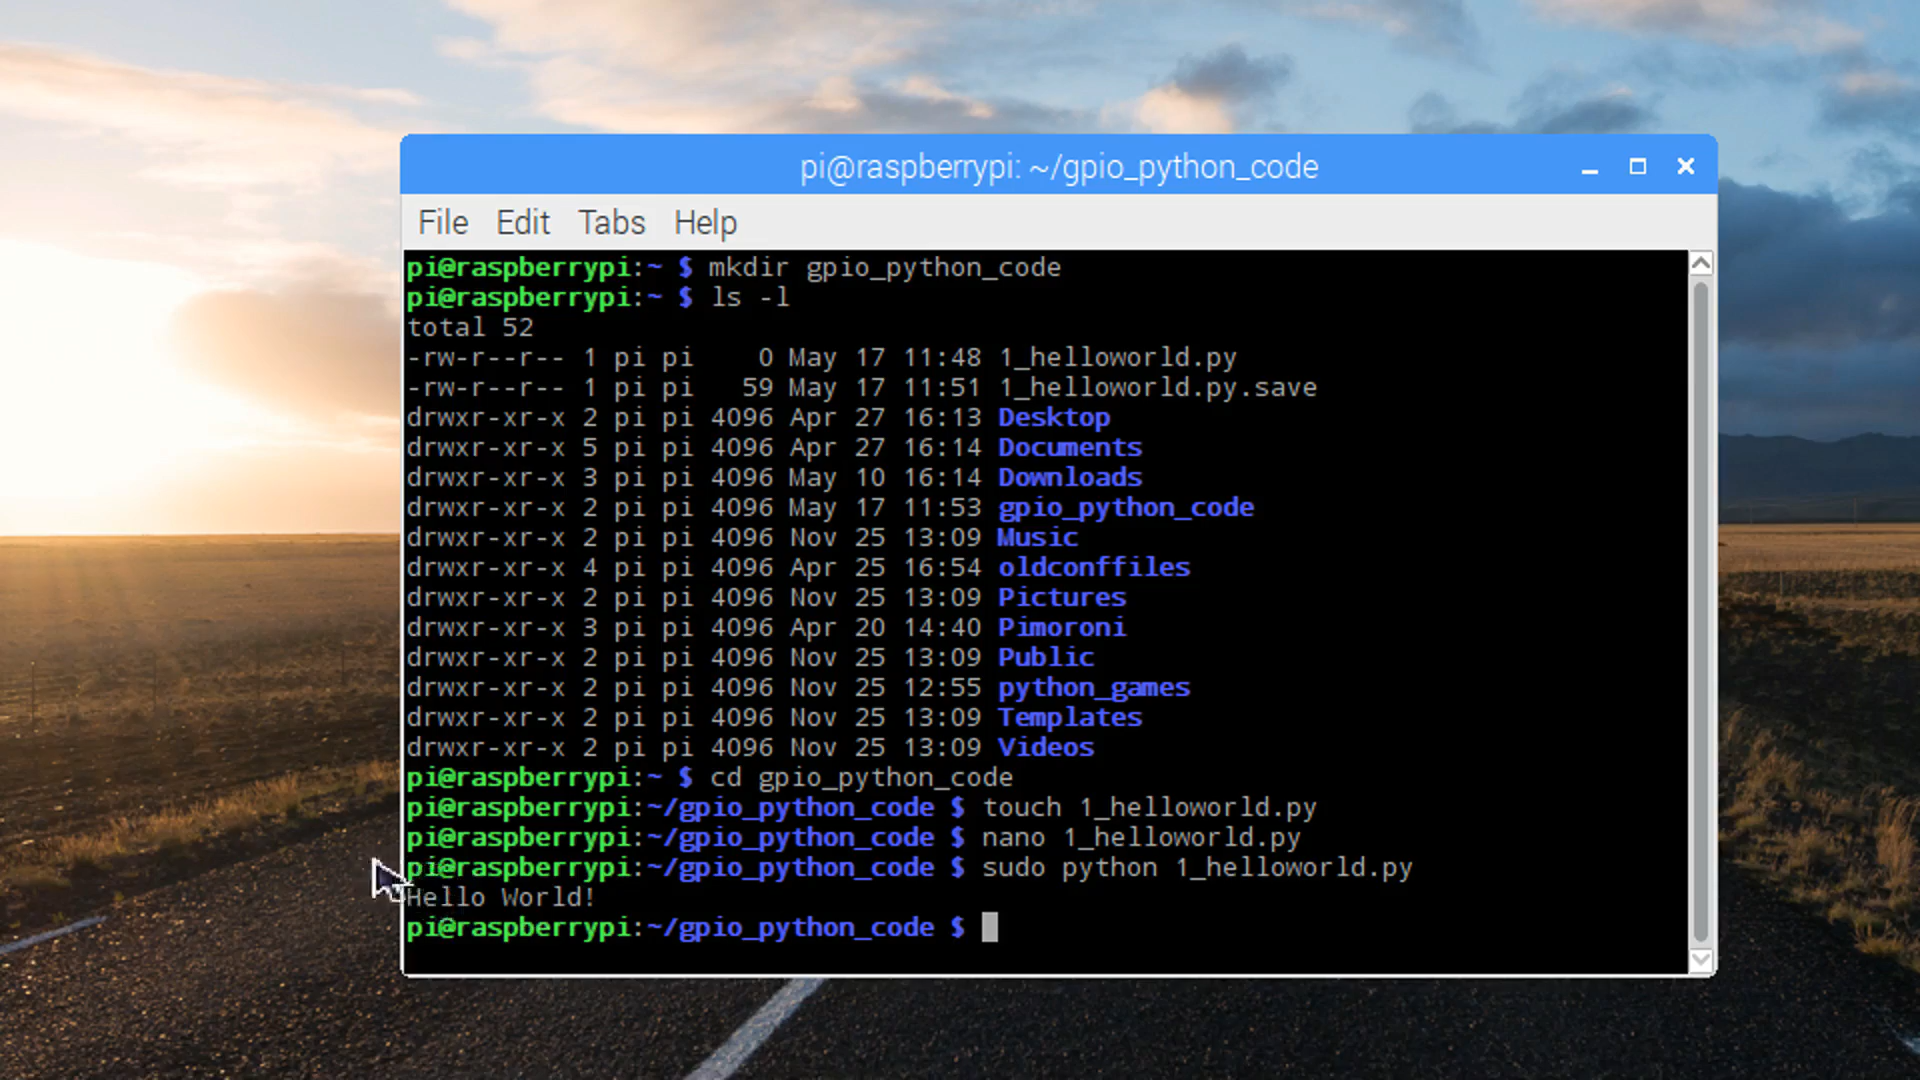 pi@raspberrypi: ~/gpio_python_code
File Edit Tabs Help
pi@raspberrypi:~ $ mkdir gpio_python_code
pi@raspberrypi:~ $ ls -l
total 52
-rw-r--r-- 1 pi pi    0 May 17 11:48 1_helloworld.py
-rw-r--r-- 1 pi pi   59 May 17 11:51 1_helloworld.py.save
drwxr-xr-x 2 pi pi 4096 Apr 27 16:13 Desktop
drwxr-xr-x 5 pi pi 4096 Apr 27 16:14 Documents
drwxr-xr-x 3 pi pi 4096 May 10 16:14 Downloads
drwxr-xr-x 2 pi pi 4096 May 17 11:53 gpio_python_code
drwxr-xr-x 2 pi pi 4096 Nov 25 13:09 Music
drwxr-xr-x 4 pi pi 4096 Apr 25 16:54 oldconffiles
drwxr-xr-x 2 pi pi 4096 Nov 25 13:09 Pictures
drwxr-xr-x 3 pi pi 4096 Apr 20 14:40 Pimoroni
drwxr-xr-x 2 pi pi 4096 Nov 25 13:09 Public
drwxr-xr-x 2 pi pi 4096 Nov 25 12:55 python_games
drwxr-xr-x 2 pi pi 4096 Nov 25 13:09 Templates
drwxr-xr-x 2 pi pi 4096 Nov 25 13:09 Videos
pi@raspberrypi:~ $ cd gpio_python_code
pi@raspberrypi:~/gpio_python_code $ touch 1_helloworld.py
pi@raspberrypi:~/gpio_python_code $ nano 1_helloworld.py
pi@raspberrypi:~/gpio_python_code $ sudo python 1_helloworld.py
Hello World!
pi@raspberrypi:~/gpio_python_code $